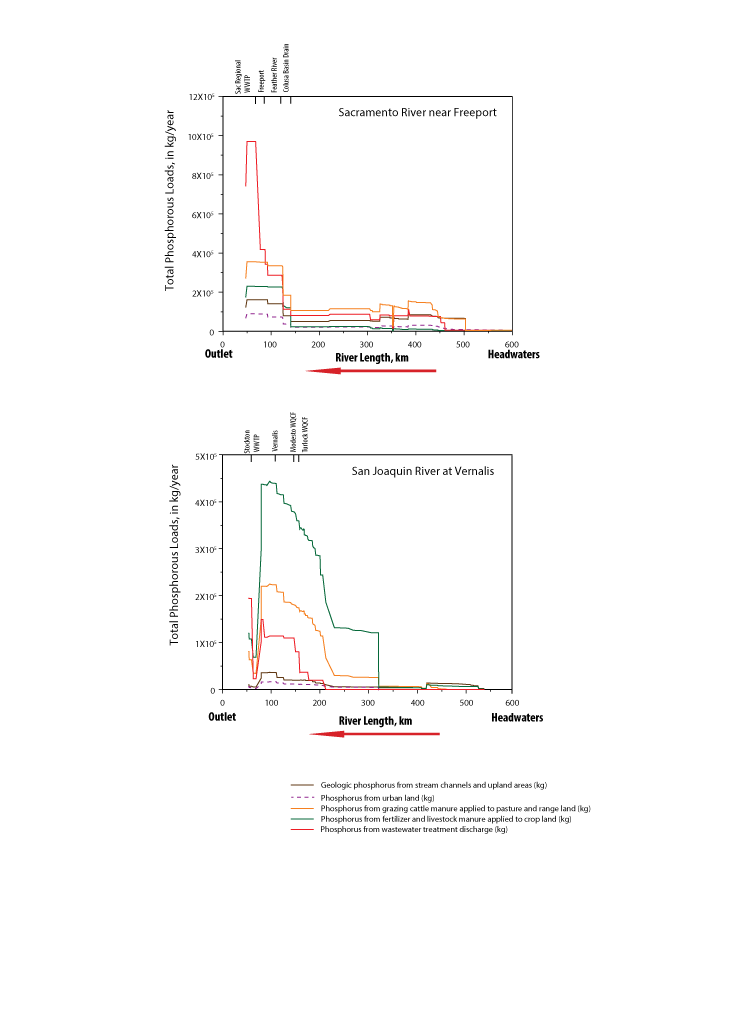 Sac Regional
WWTP
Freeport
Feather River
Colusa Basin Drain
12X10⁵
10X10⁵
8X10⁵
6X10⁵
4X10⁵
2X10⁵
0
Total Phosphorous Loads, in kg/year
Sacramento River near Freeport
0 100 200 300 400 500 600
Outlet
River Length, km
Headwaters
Stockton
WWTP
Vernalis
Modesto WQCF
Turlock WQCF
5X10⁵
4X10⁵
3X10⁵
2X10⁵
1X10⁵
0
Total Phosphorous Loads, in kg/year
San Joaquin River at Vernalis
0 100 200 300 400 500 600
Outlet
River Length, km
Headwaters
Geologic phosphorus from stream channels and upland areas (kg)
Phosphorus from urban land (kg)
Phosphorus from grazing cattle manure applied to pasture and range land (kg)
Phosphorus from fertilizer and livestock manure applied to crop land (kg)
Phosphorus from wastewater treatment discharge (kg)